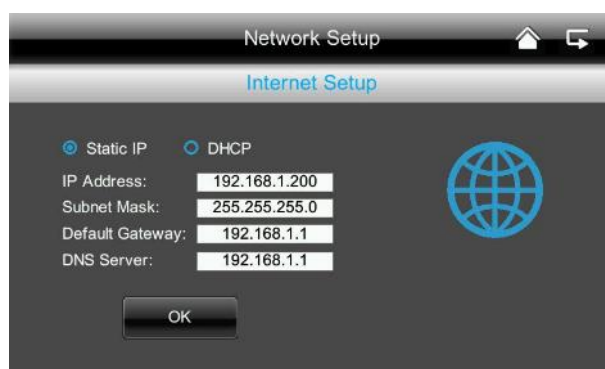 Network Setup
Internet Setup
Static IP DHCP
IP Address: 192.168.1.200
Subnet Mask: 255.255.255.0
Default Gateway: 192.168.1.1
DNS Server: 192.168.1.1
OK